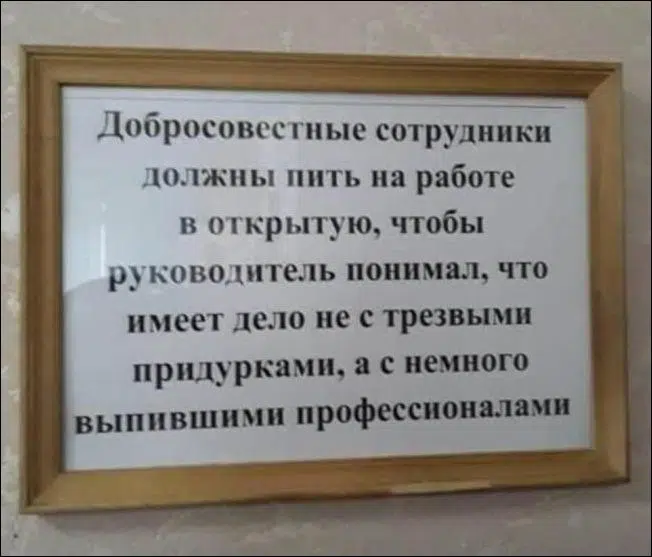 Добросовестные сотрудники
должны пить на работе
в открытую, чтобы
руководитель понимал, что
имеет дело не с трезвыми
придурками, а с немного
выпившими профессионалами